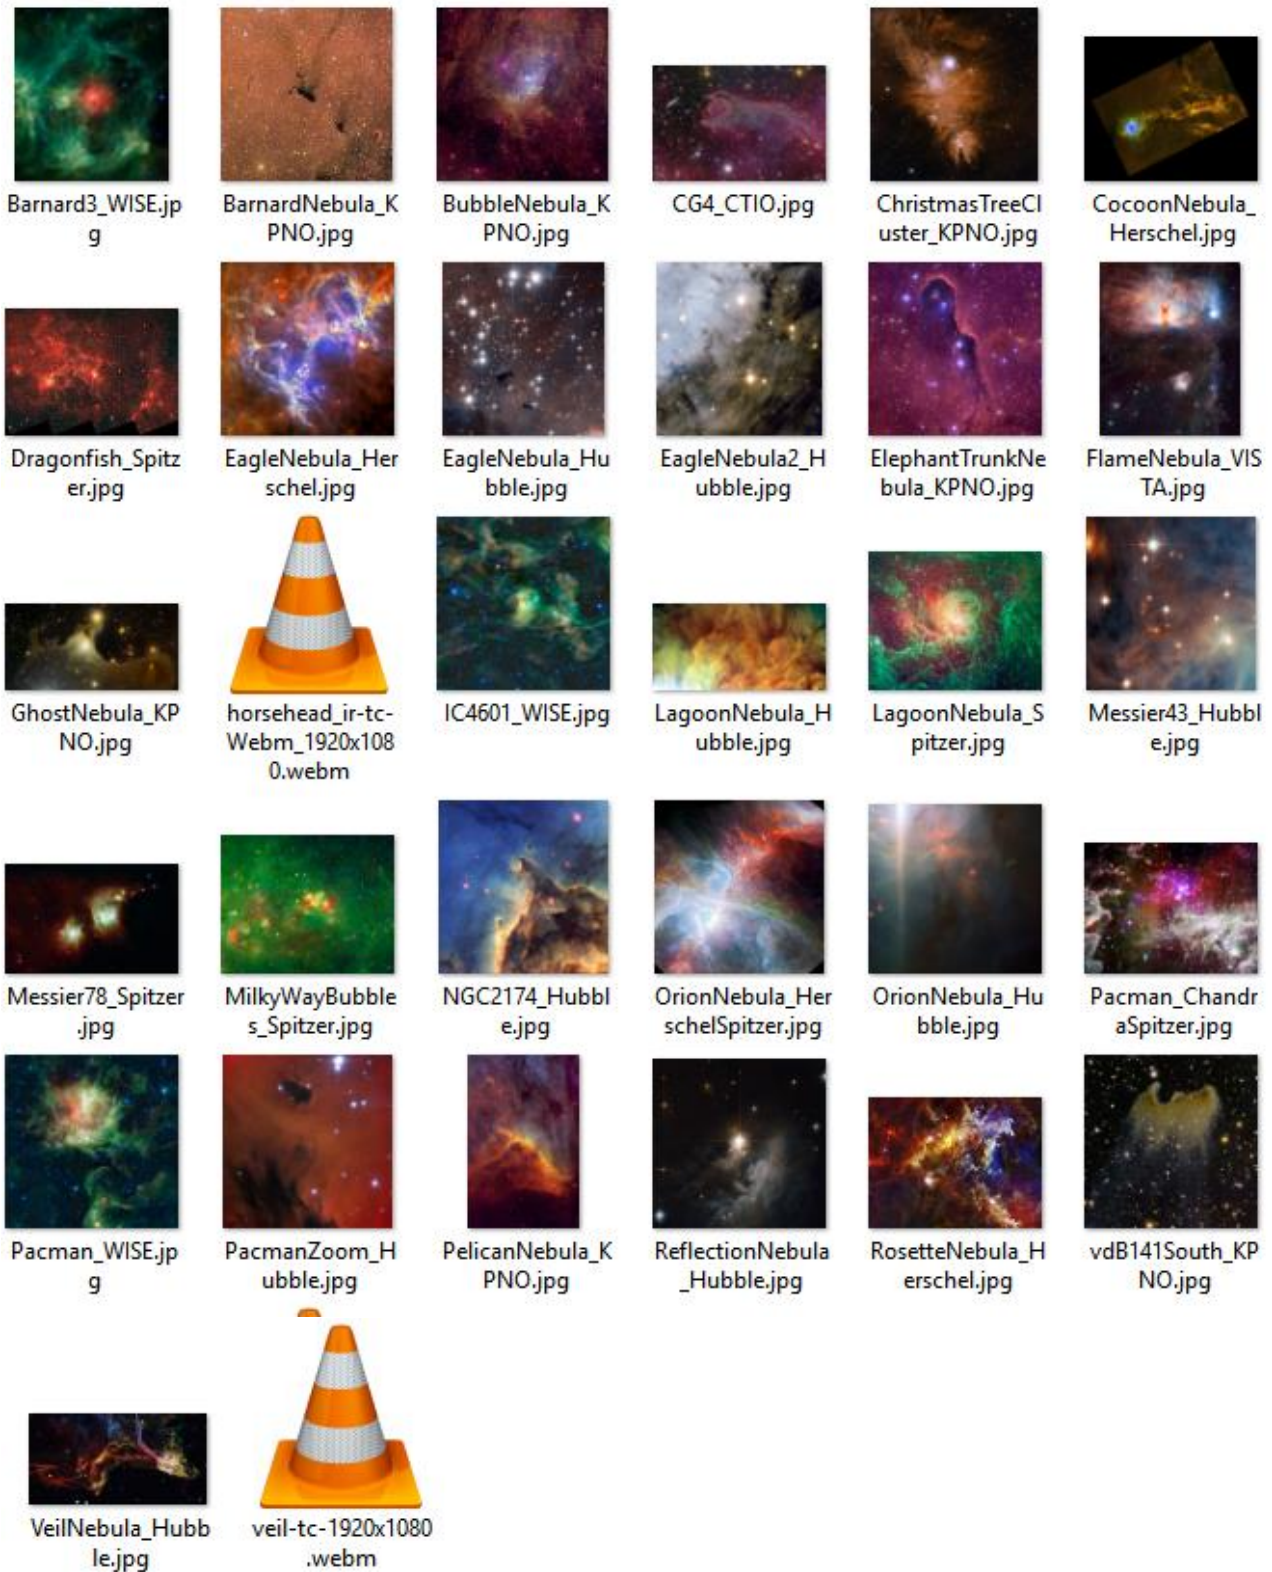 Barnard3_WISE.jp
g
BarnardNebula_K
PNO.jpg
BubbleNebula_K
PNO.jpg
CG4_CTIO.jpg
ChristmasTreeCl
uster_KPNO.jpg
CocoonNebula_
Herschel.jpg
Dragonfish_Spitz
er.jpg
EagleNebula_Her
schel.jpg
EagleNebula_Hu
bble.jpg
EagleNebula2_H
ubble.jpg
ElephantTrunkNe
bula_KPNO.jpg
FlameNebula_VIS
TA.jpg
GhostNebula_KP
NO.jpg
horsehead_ir-tc-
Webm_1920x108
0.webm
IC4601_WISE.jpg
LagoonNebula_H
ubble.jpg
LagoonNebula_S
pitzer.jpg
Messier43_Hubbl
e.jpg
Messier78_Spitzer
.jpg
MilkyWayBubble
s_Spitzer.jpg
NGC2174_Hubbl
e.jpg
OrionNebula_Her
schelSpitzer.jpg
OrionNebula_Hu
bble.jpg
Pacman_Chandr
aSpitzer.jpg
Pacman_WISE.jp
g
PacmanZoom_H
ubble.jpg
PelicanNebula_K
PNO.jpg
ReflectionNebula
_Hubble.jpg
RosetteNebula_H
erschel.jpg
vdB141South_KP
NO.jpg
VeilNebula_Hubb
le.jpg
veil-tc-1920x1080
.webm